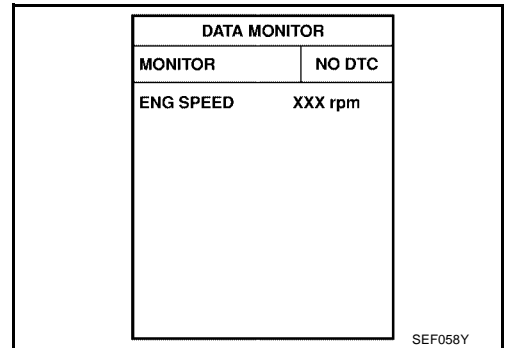 DATA MONITOR
MONITOR NO DTC
ENG SPEED XXX rpm
SEF058Y